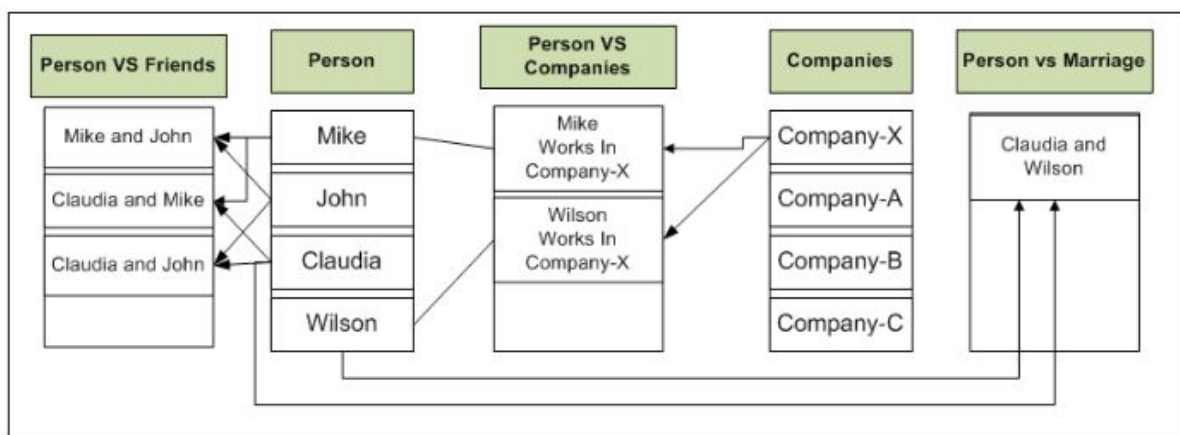 Person VS Friends
Person
Person VS
Companies
Companies
Person vs Marriage
Mike and John
Claudia and Mike
Claudia and John
Mike
John
Claudia
Wilson
Mike
Works In
Company-X
Wilson
Works In
Company-X
Company-X
Company-A
Company-B
Company-C
Claudia and
Wilson